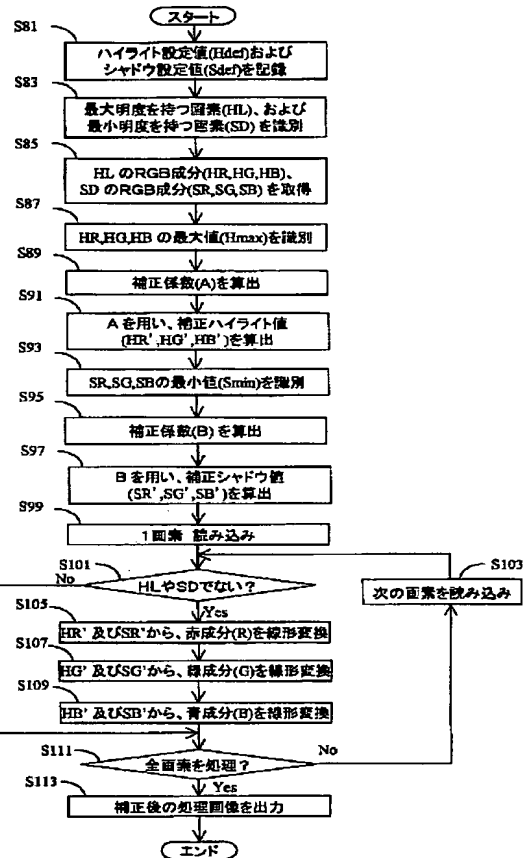 スタート
S81
ハイライト設定値(Hdef)および
シャドウ設定値(Sdef)を記録
S83
最大明度を持つ画素(HL)、および
最小明度を持つ画素(SD)を識別
S85
HLのRGB成分(HR,HG,HB)、
SDのRGB成分(SR,SG,SB)を取得
S87
HR,HG,HBの最大値(Hmax)を識別
S89
補正係数(A)を算出
S91
Aを用い、補正ハイライト値
(HR',HG',HB')を算出
S93
SR,SG,SBの最小値(Smin)を識別
S95
補正係数(B)を算出
S97
Bを用い、補正シャドウ値
(SR',SG',SB')を算出
S99
1画素 読み込み
S101
No
HLやSDでない?
S103
次の画素を読み込み
Yes
S105
HR'及びSR'から、赤成分(R)を線形変換
S107
HG'及びSG'から、緑成分(G)を線形変換
S109
HB'及びSB'から、青成分(B)を線形変換
S111
全画素を処理?
No
Yes
S113
補正後の処理画像を出力
エンド